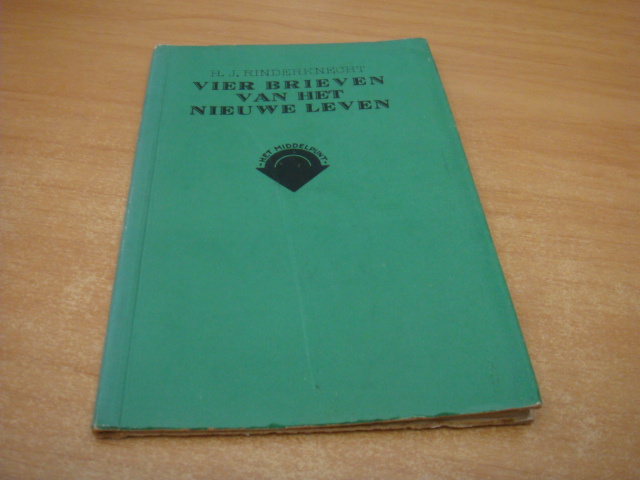 H. J. RINDERKNECHT
VIER BRIEVEN
VAN HET
NIEUWE LEVEN
HET MIDDELPUNT